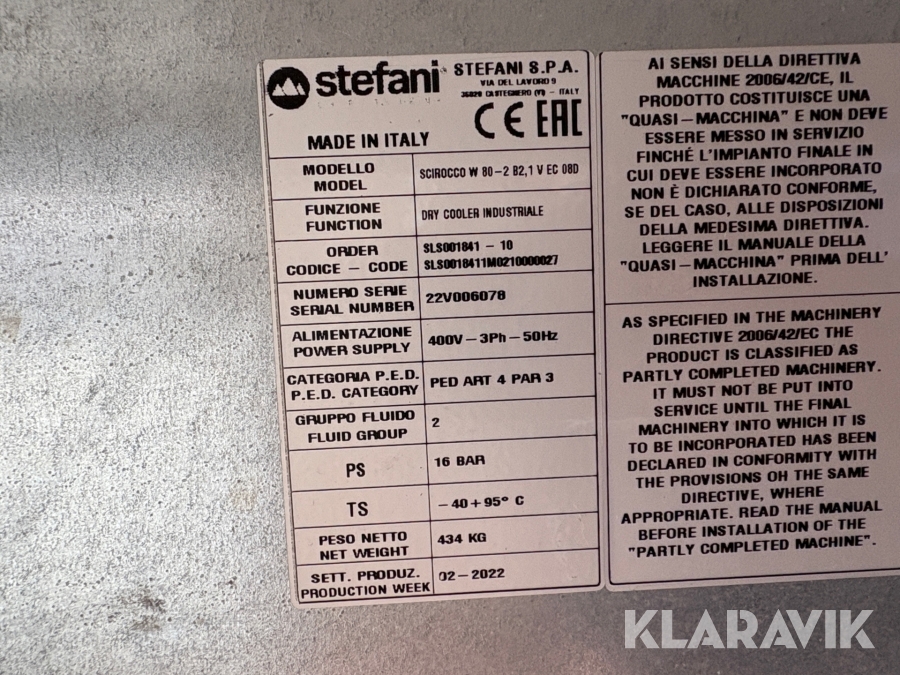 stefani
STEFANI S.P.A.
VIA DEL LAVORO 9
36020 CASTEGNERO (VI) - ITALY
MADE IN ITALY
CE EAC
MODELLO
MODEL
SCIROCCO W 80-2 B2,1 V EC 08D
FUNZIONE
FUNCTION
DRY COOLER INDUSTRIALE
ORDER
CODICE - CODE
SLS001841 - 10
SLS0018411M0210000027
NUMERO SERIE
SERIAL NUMBER
22V006078
ALIMENTAZIONE
POWER SUPPLY
400V-3Ph-50Hz
CATEGORIA P.E.D.
P.E.D. CATEGORY
PED ART 4 PAR 3
GRUPPO FLUIDO
FLUID GROUP
2
PS
16 BAR
TS
-40+95° C
PESO NETTO
NET WEIGHT
434 KG
SETT. PRODUZ.
PRODUCTION WEEK
02-2022
AI SENSI DELLA DIRETTIVA
MACCHINE 2006/42/CE, IL
PRODOTTO COSTITUISCE UNA
"QUASI-MACCHINA" E NON DEVE
ESSERE MESSO IN SERVIZIO
FINCHÉ L'IMPIANTO FINALE IN
CUI DEVE ESSERE INCORPORATO
NON È DICHIARATO CONFORME,
SE DEL CASO, ALLE DISPOSIZIONI
DELLA MEDESIMA DIRETTIVA.
LEGGERE IL MANUALE DELLA
"QUASI-MACCHINA" PRIMA DELL'
INSTALLAZIONE.
AS SPECIFIED IN THE MACHINERY
DIRECTIVE 2006/42/EC THE
PRODUCT IS CLASSIFIED AS
PARTLY COMPLETED MACHINERY.
IT MUST NOT BE PUT INTO
SERVICE UNTIL THE FINAL
MACHINERY INTO WHICH IT IS
TO BE INCORPORATED HAS BEEN
DECLARED IN CONFORMITY WITH
THE PROVISIONS OH THE SAME
DIRECTIVE, WHERE
APPROPRIATE. READ THE MANUAL
BEFORE INSTALLATION OF THE
"PARTLY COMPLETED MACHINE".
KLARAVIK